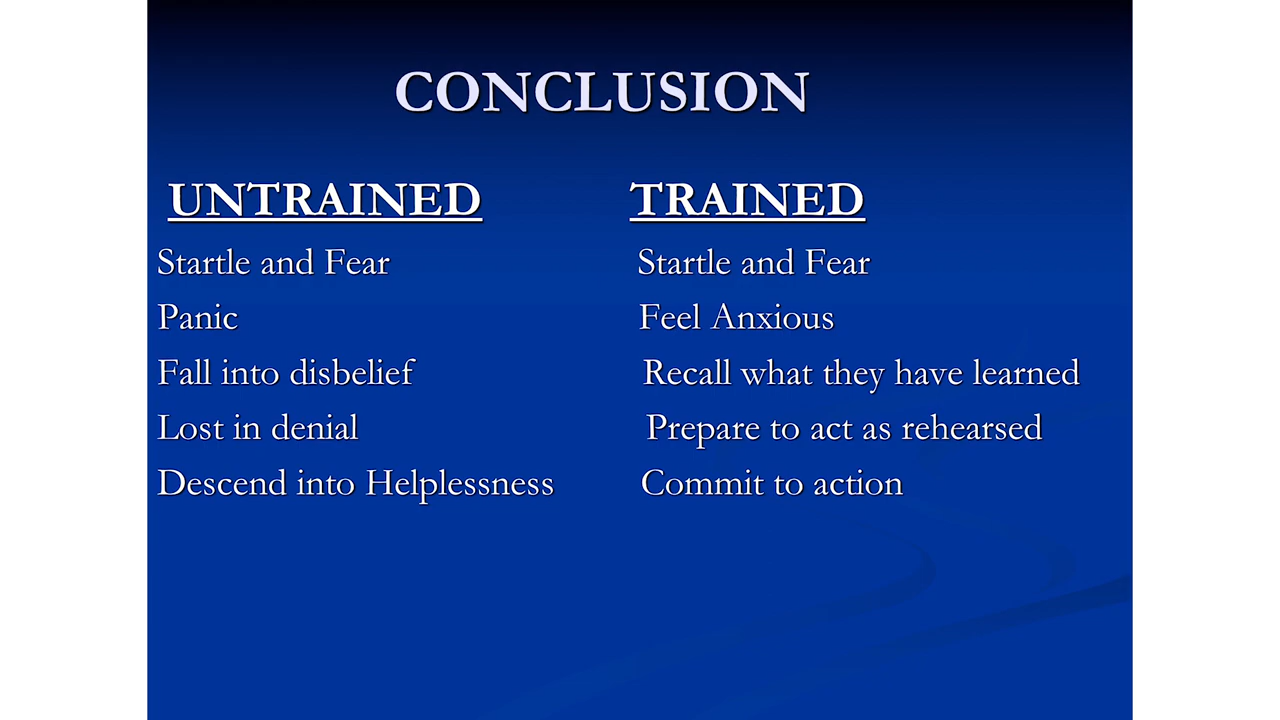 CONCLUSION
UNTRAINED TRAINED
Startle and Fear Startle and Fear
Panic Feel Anxious
Fall into disbelief Recall what they have learned
Lost in denial Prepare to act as rehearsed
Descend into Helplessness Commit to action